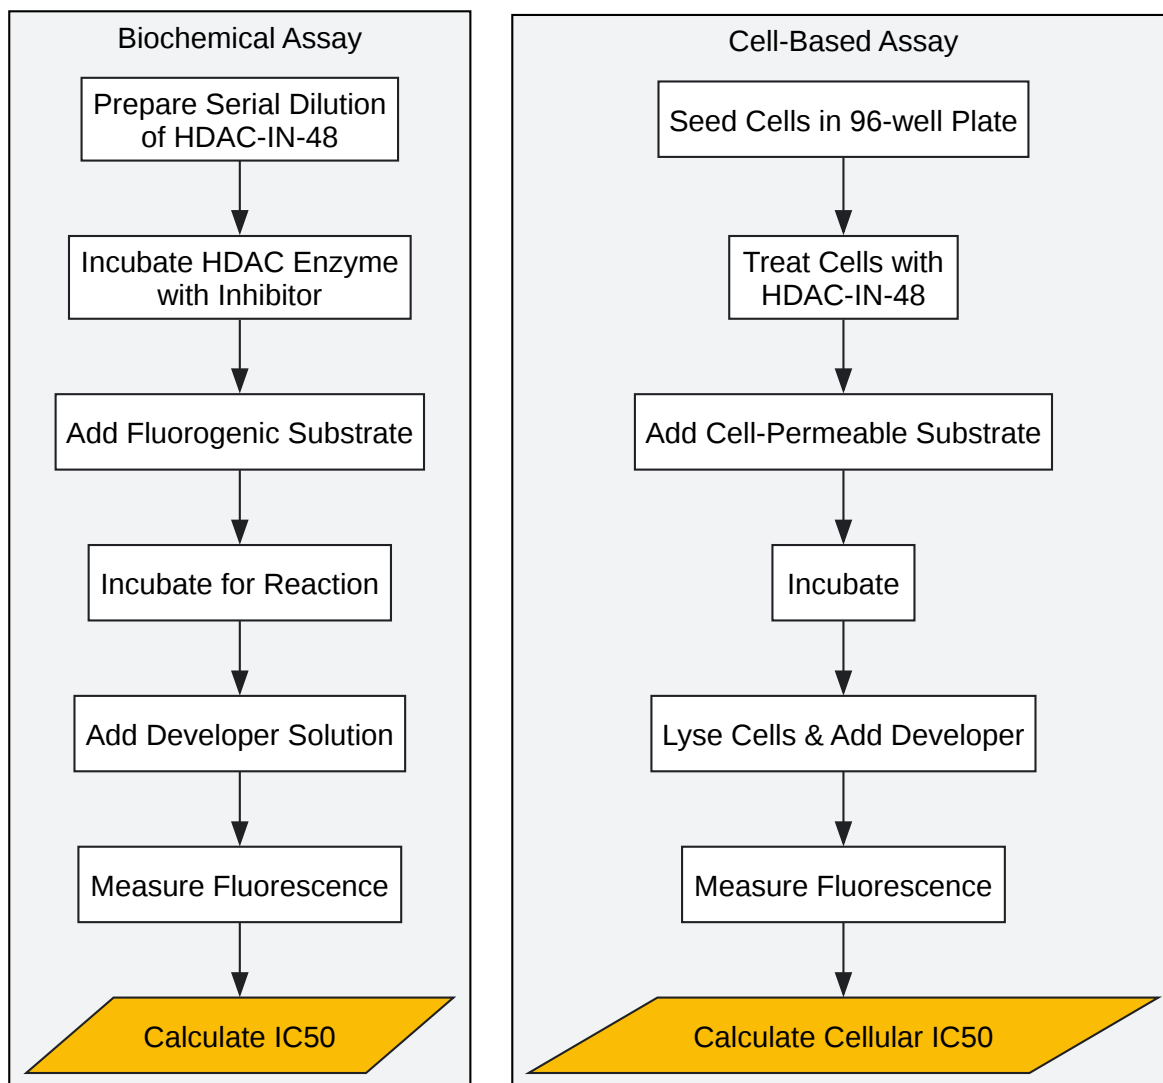 Biochemical Assay
Prepare Serial Dilution
of HDAC-IN-48
Incubate HDAC Enzyme
with Inhibitor
Add Fluorogenic Substrate
Incubate for Reaction
Add Developer Solution
Measure Fluorescence
Calculate IC50
Cell-Based Assay
Seed Cells in 96-well Plate
Treat Cells with
HDAC-IN-48
Add Cell-Permeable Substrate
Incubate
Lyse Cells & Add Developer
Measure Fluorescence
Calculate Cellular IC50